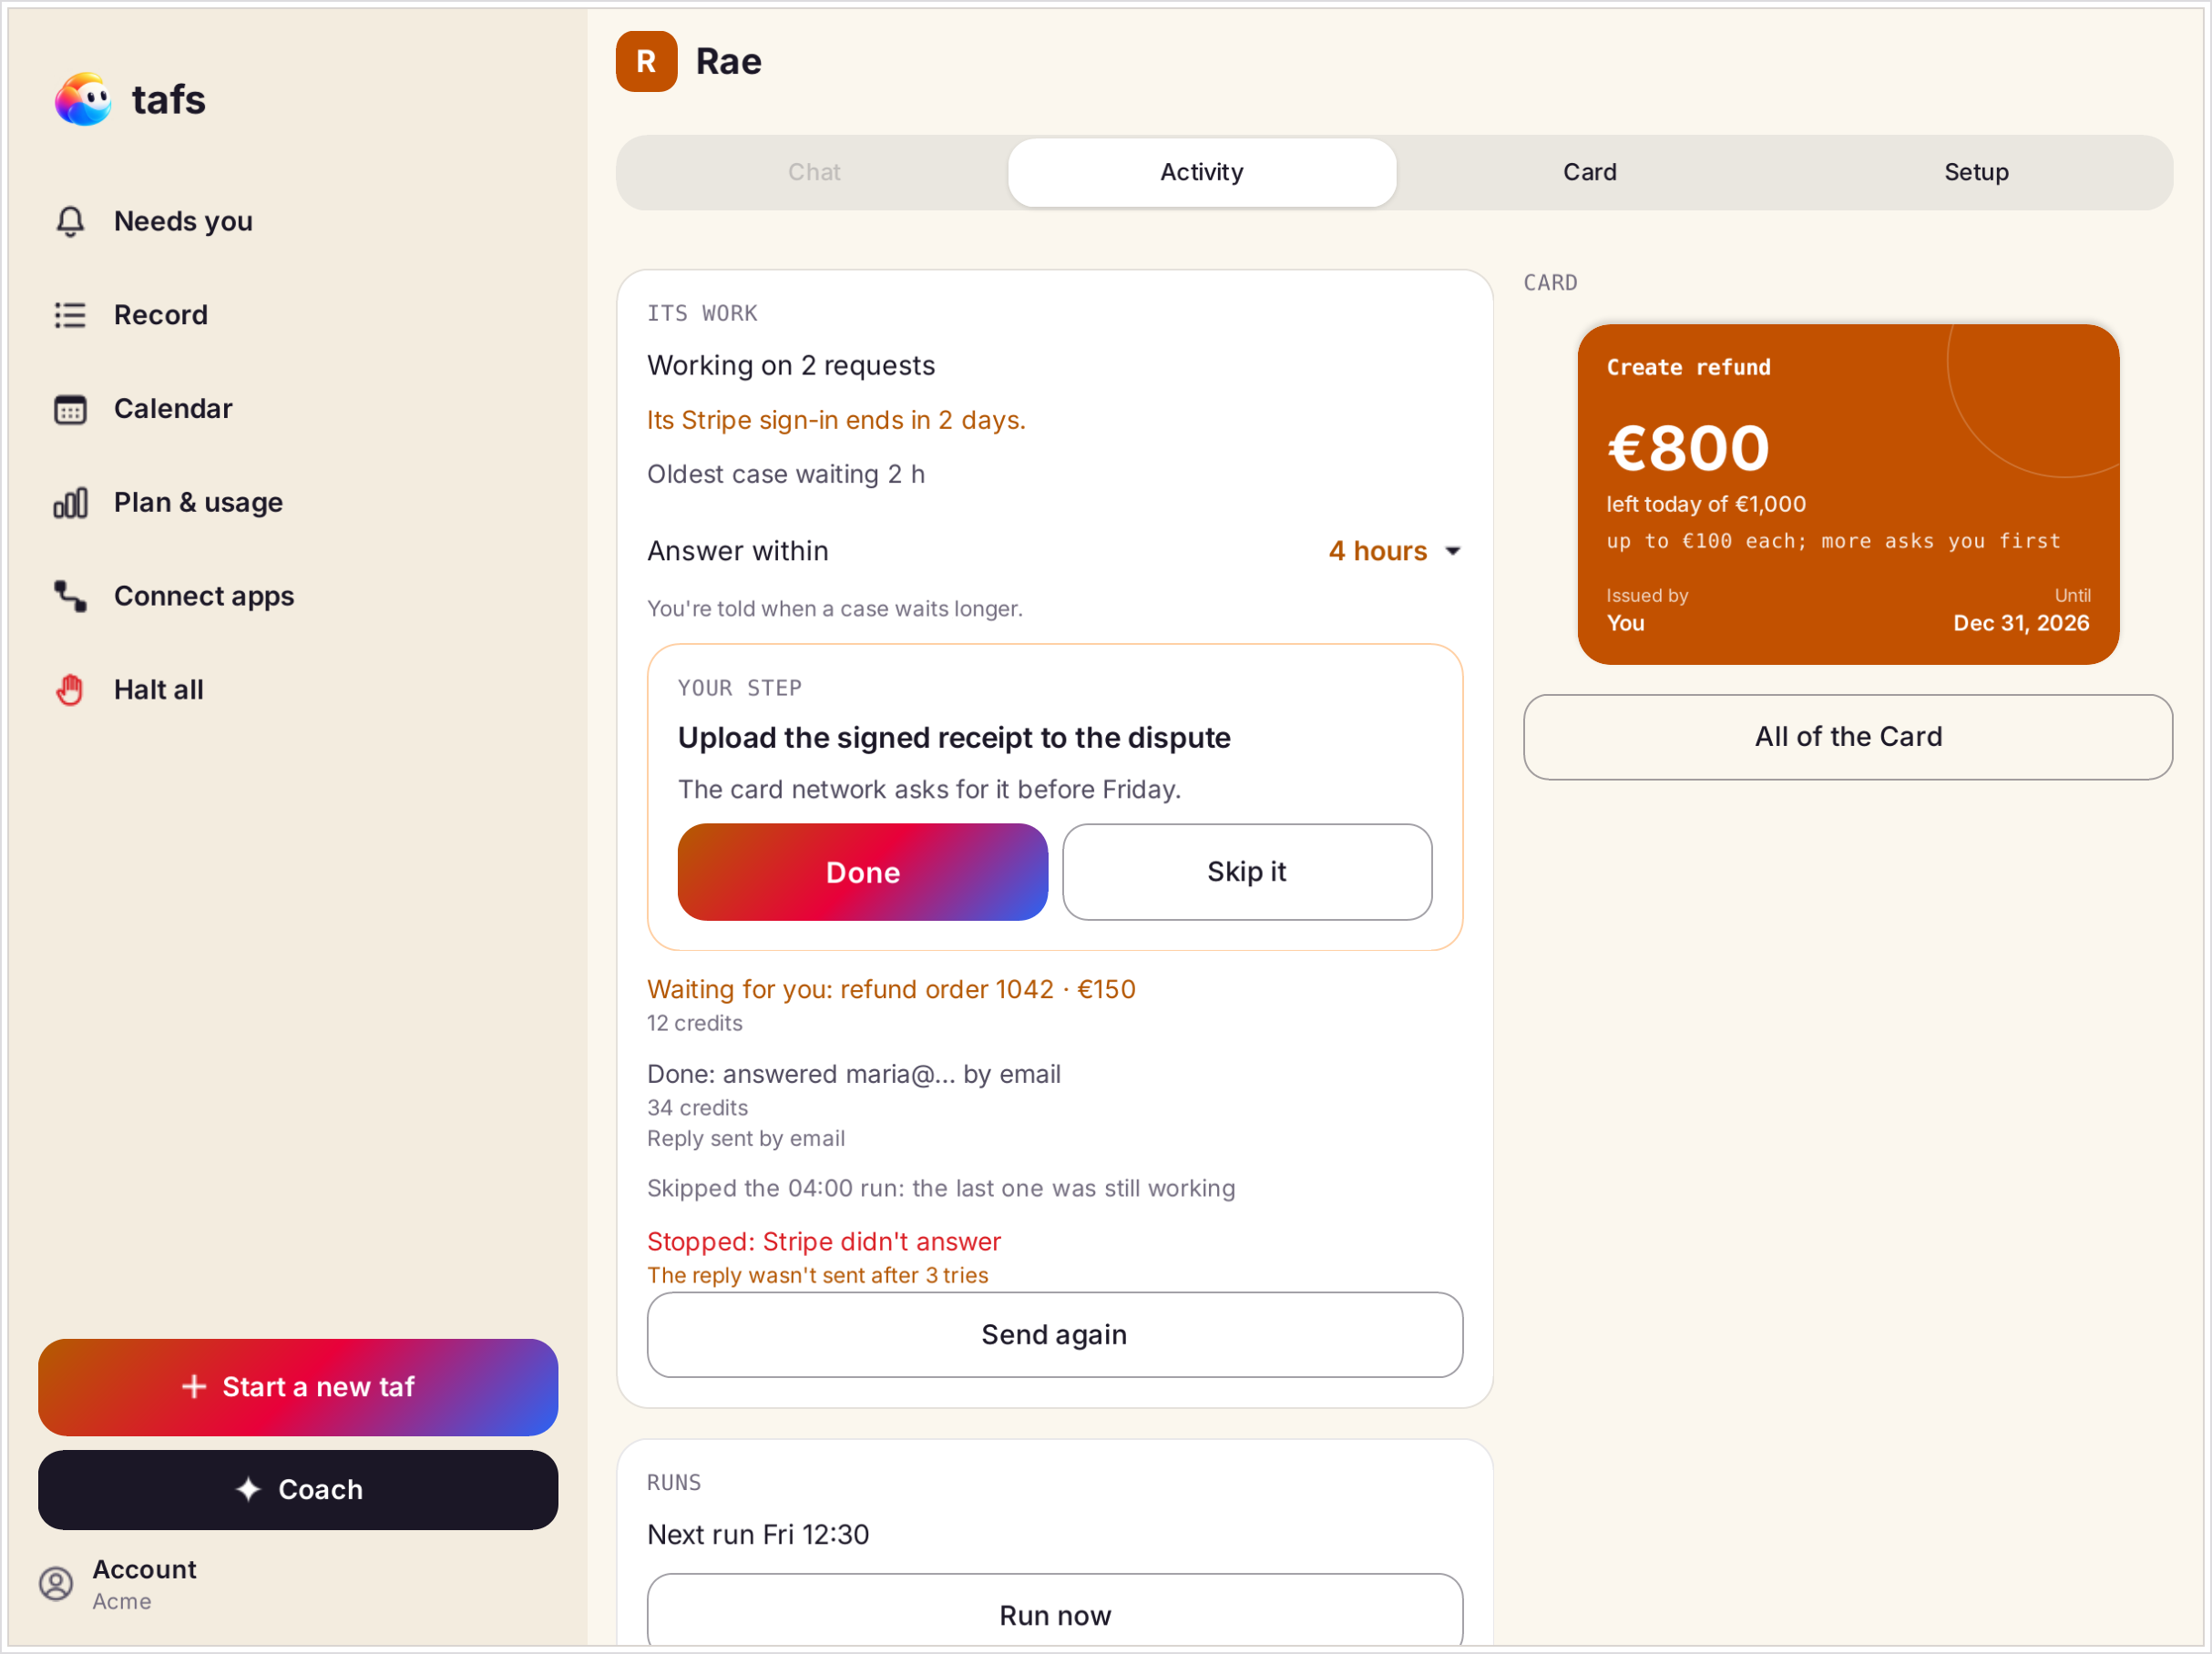 tafs
Needs you
Record
Calendar
Plan & usage
Connect apps
Halt all
+ Start a new taf
Coach
Account
Acme
R
Rae
Chat
Activity
Card
Setup
ITS WORK
Working on 2 requests
Its Stripe sign-in ends in 2 days.
Oldest case waiting 2 h
Answer within
4 hours
You're told when a case waits longer.
YOUR STEP
Upload the signed receipt to the dispute
The card network asks for it before Friday.
Done
Skip it
Waiting for you: refund order 1042 · €150
12 credits
Done: answered maria@... by email
34 credits
Reply sent by email
Skipped the 04:00 run: the last one was still working
Stopped: Stripe didn't answer
The reply wasn't sent after 3 tries
Send again
RUNS
Next run Fri 12:30
Run now
CARD
Create refund
€800
left today of €1,000
up to €100 each; more asks you first
Issued by
Until
You
Dec 31, 2026
All of the Card